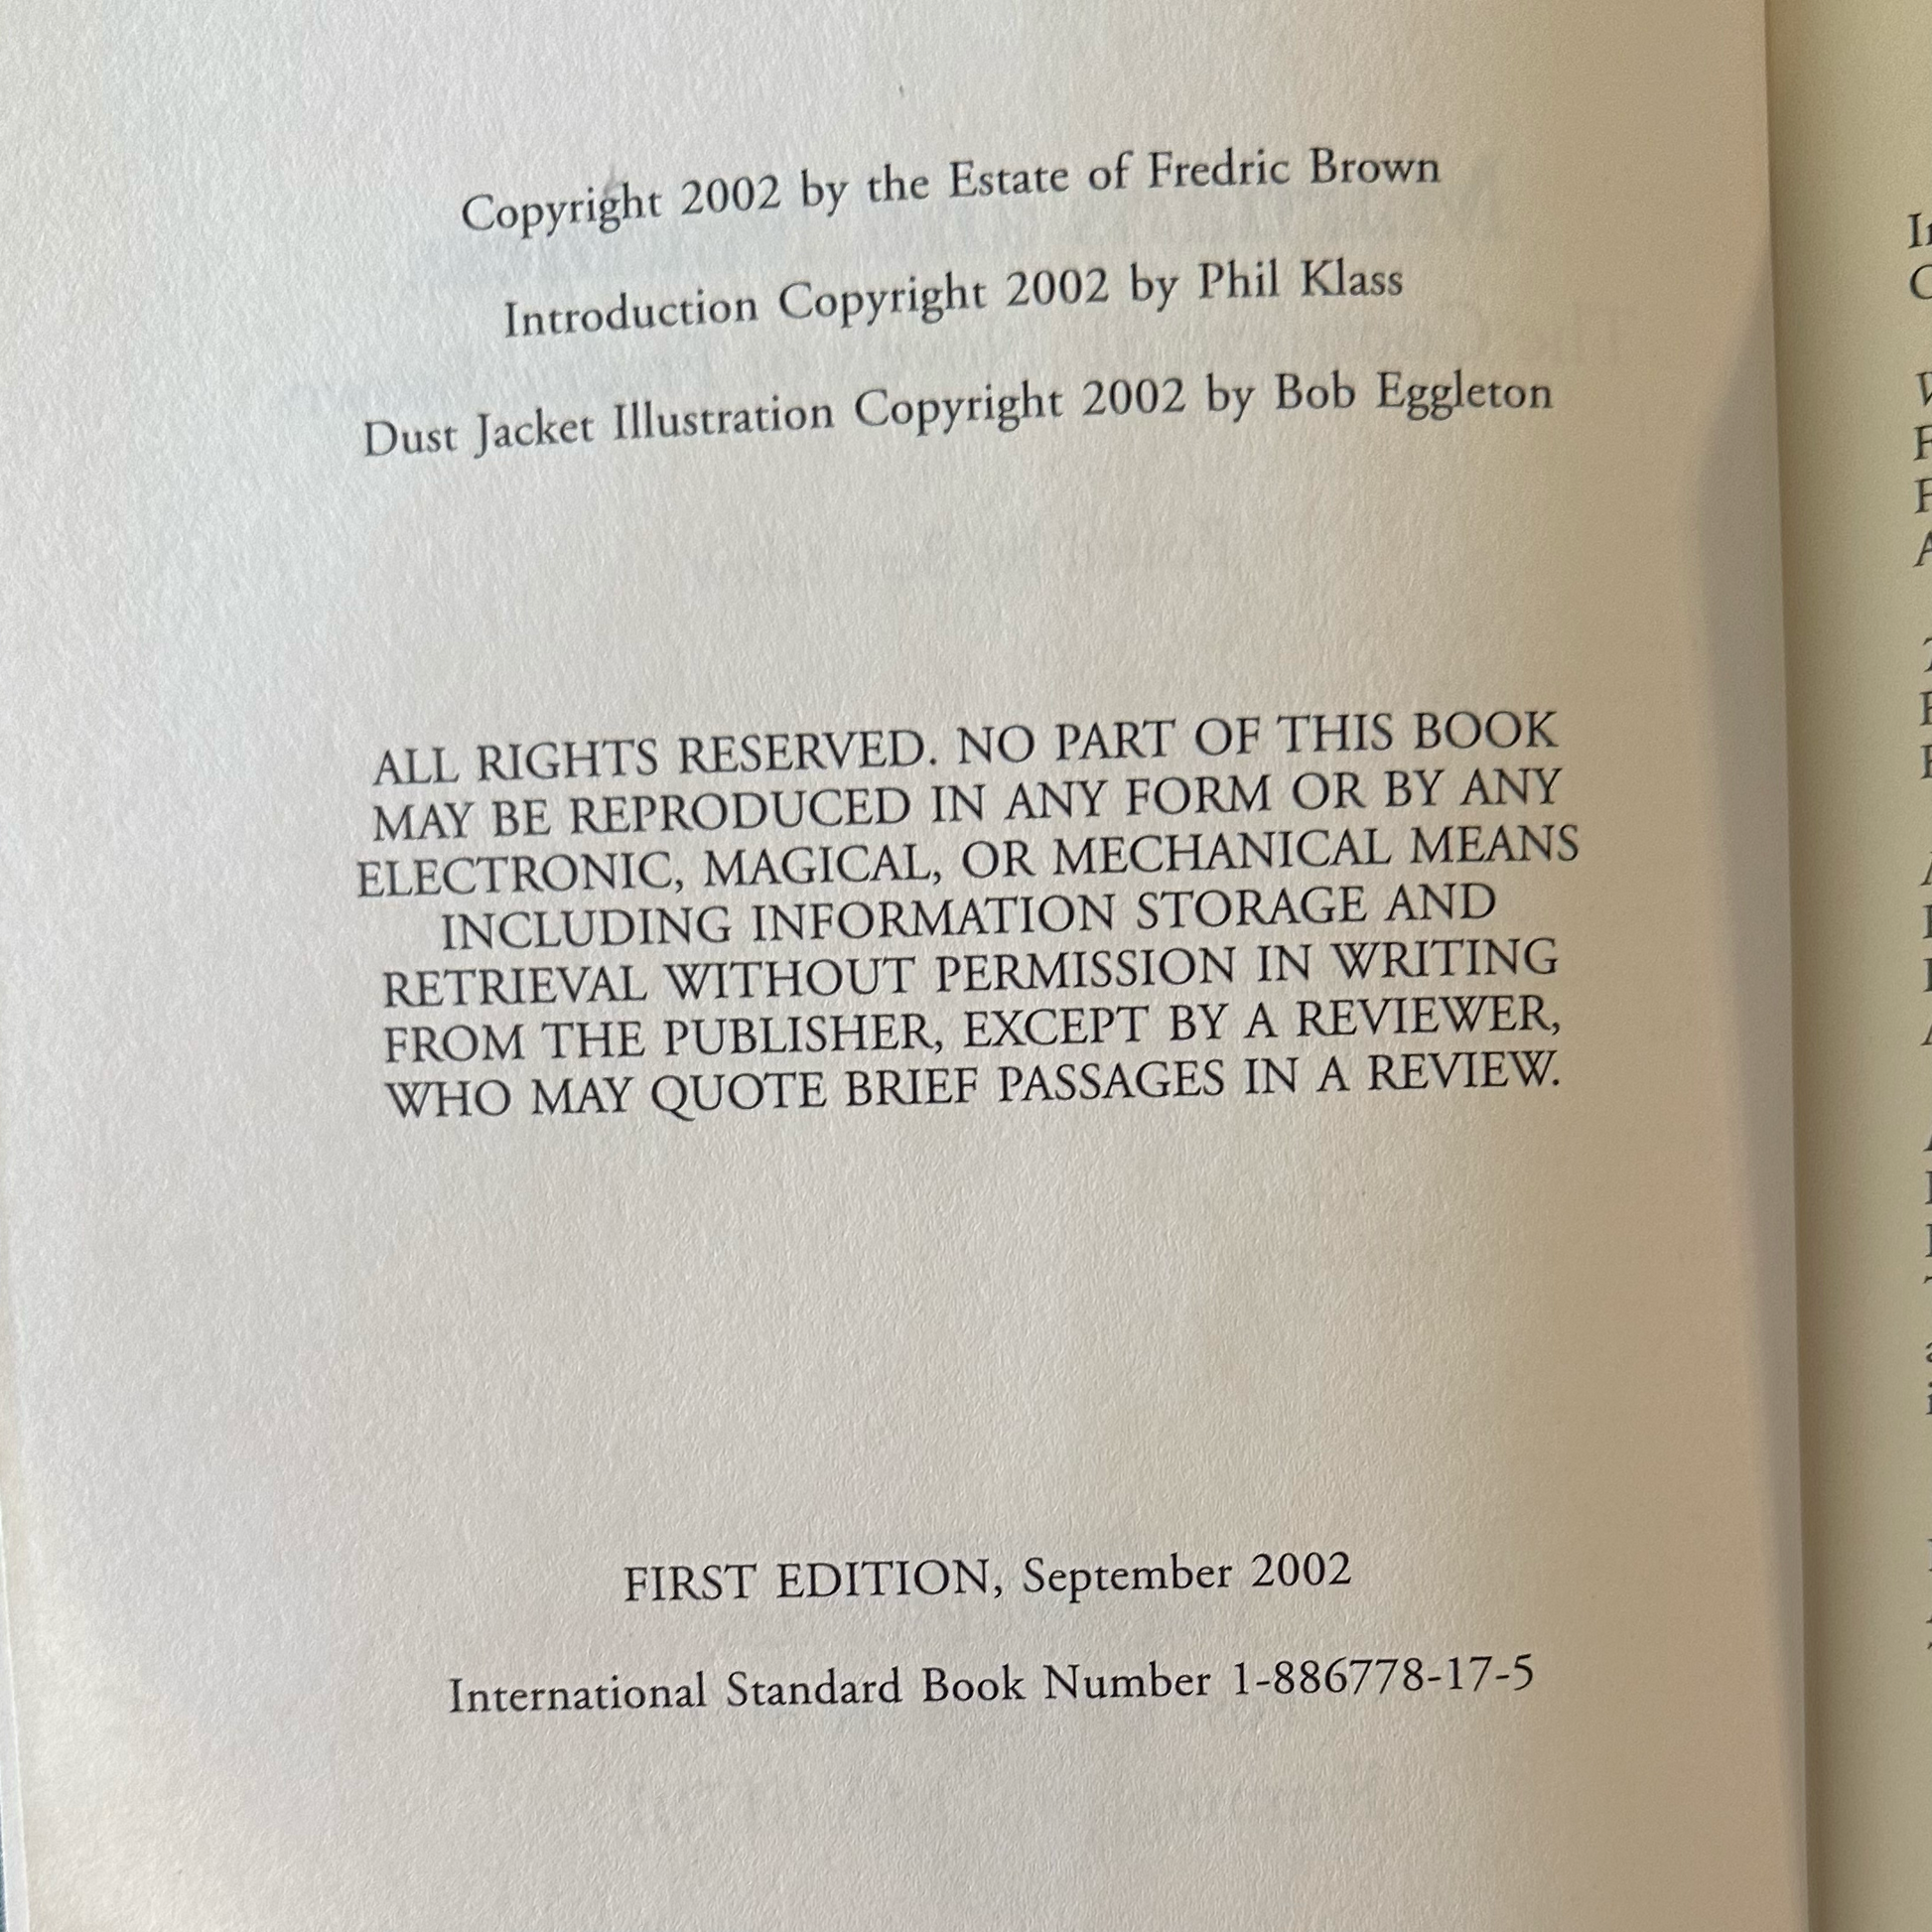 Copyright 2002 by the Estate of Fredric Brown
Introduction Copyright 2002 by Phil Klass
Dust Jacket Illustration Copyright 2002 by Bob Eggleton
ALL RIGHTS RESERVED. NO PART OF THIS BOOK
MAY BE REPRODUCED IN ANY FORM OR BY ANY
ELECTRONIC, MAGICAL, OR MECHANICAL MEANS
INCLUDING INFORMATION STORAGE AND
RETRIEVAL WITHOUT PERMISSION IN WRITING
FROM THE PUBLISHER, EXCEPT BY A REVIEWER,
WHO MAY QUOTE BRIEF PASSAGES IN A REVIEW.
FIRST EDITION, September 2002
International Standard Book Number 1-886778-17-5